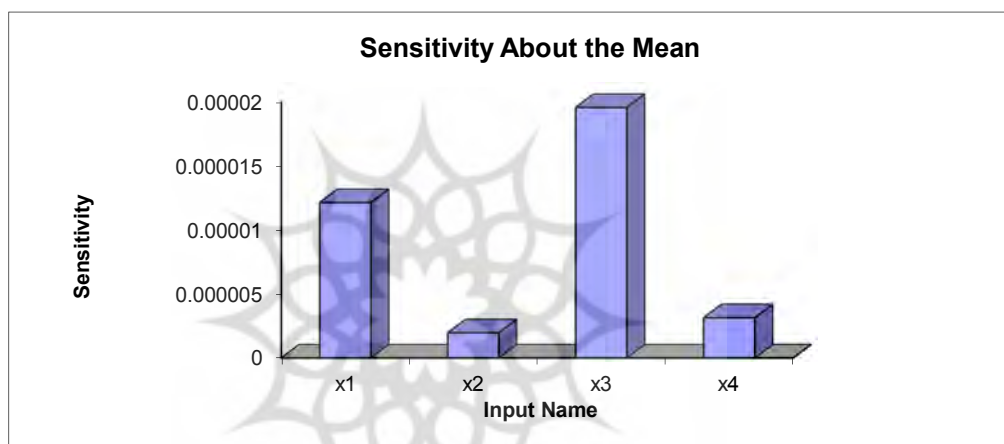 Sensitivity About the Mean
0.00002
0.000015
0.00001
0.000005
0
Sensitivity
x1 x2 x3 x4
Input Name